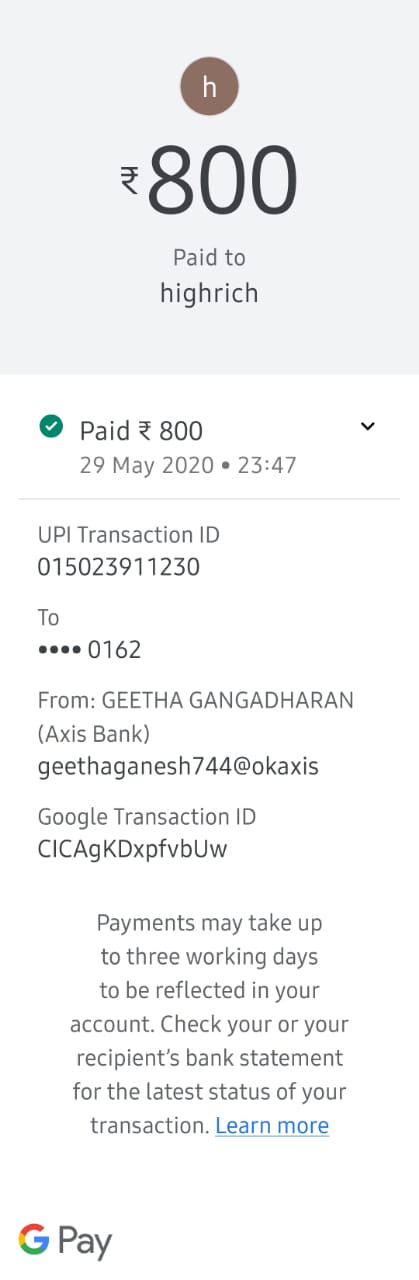 h
₹800
Paid to
highrich
Paid ₹ 800
29 May 2020 • 23:47
UPI Transaction ID
015023911230
To
•••• 0162
From: GEETHA GANGADHARAN
(Axis Bank)
geethaganesh744@okaxis
Google Transaction ID
CICAgKDxpfvbUw
Payments may take up
to three working days
to be reflected in your
account. Check your or your
recipient's bank statement
for the latest status of your
transaction. Learn more
G Pay